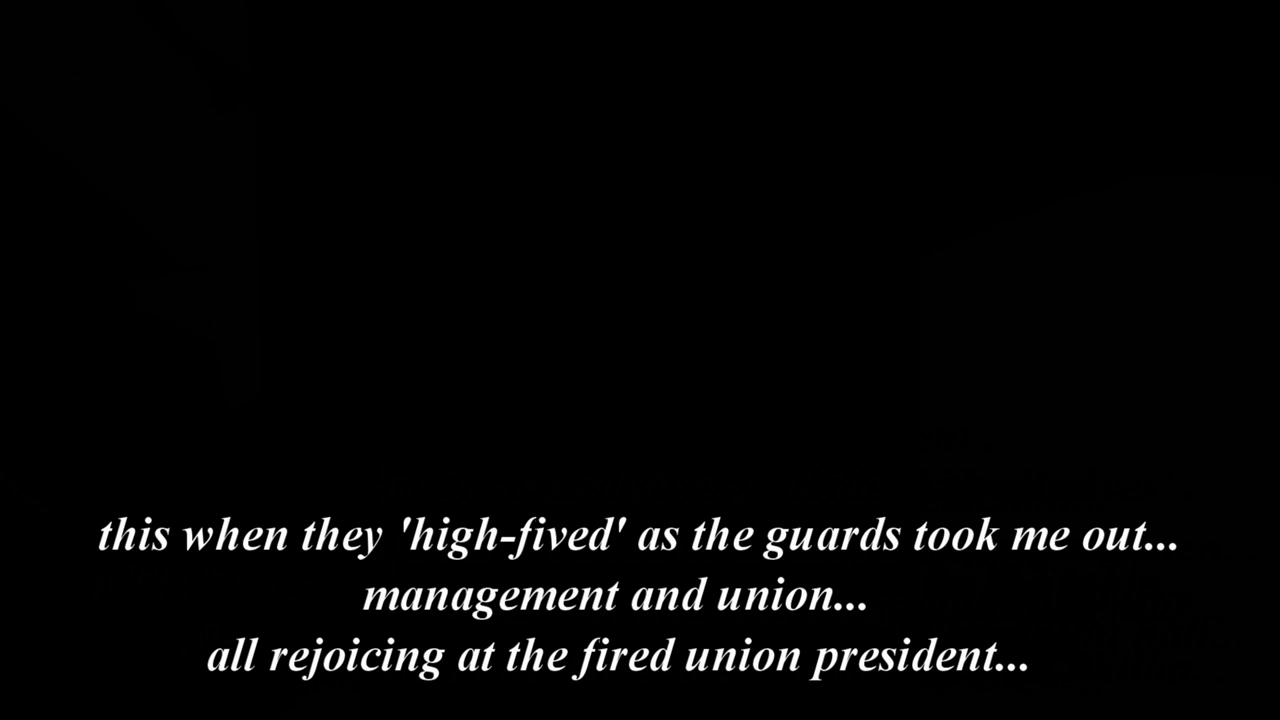 this when they 'high-fived' as the guards took me out...
management and union...
all rejoicing at the fired union president...